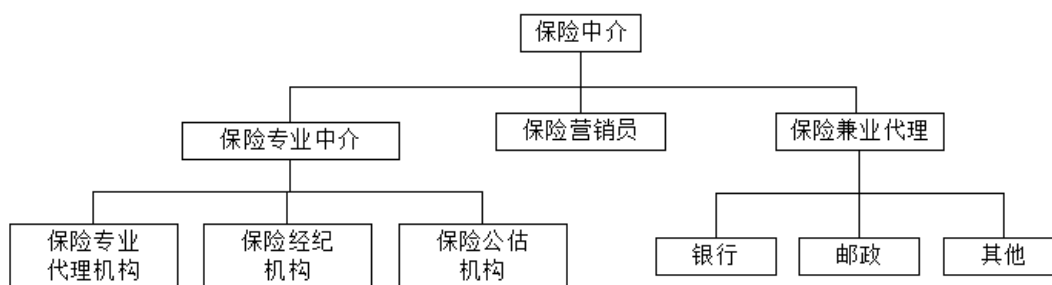 保险中介
保险专业中介
保险营销员
保险兼业代理
保险专业
代理机构
保险经纪
机构
保险公估
机构
银行
邮政
其他